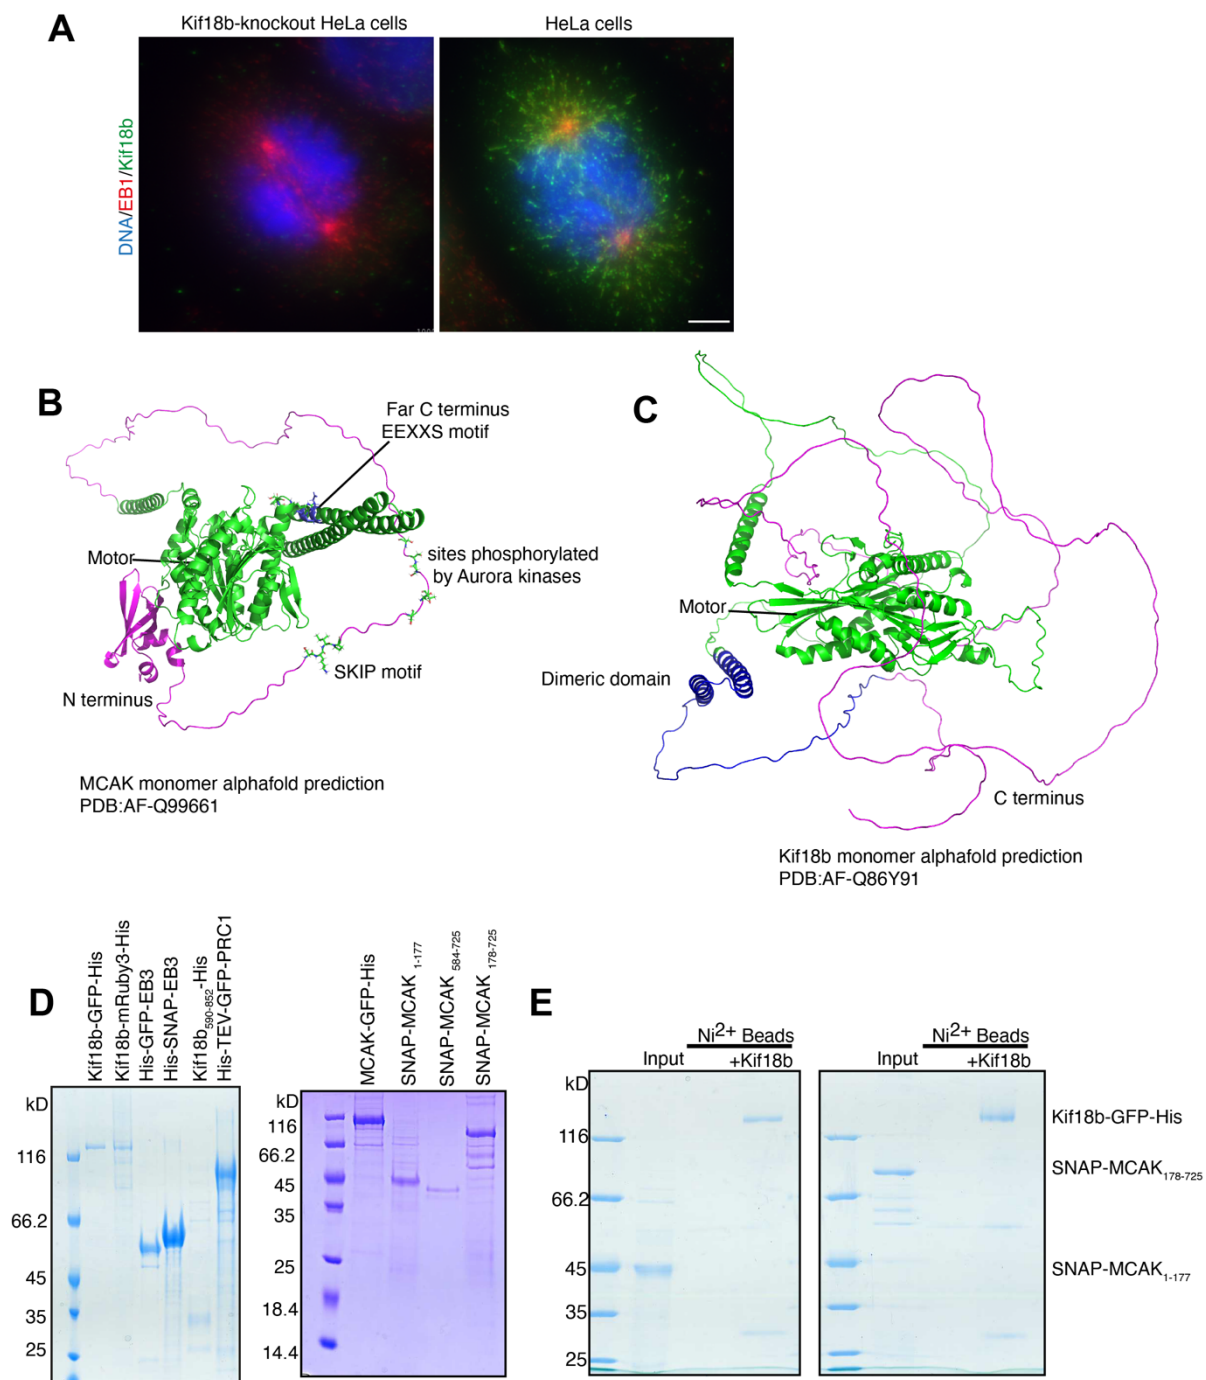 A
Kif18b-knockout HeLa cells
HeLa cells
DNA/EB1/Kif18b
B
Far C terminus
EEXXS motif
Motor
sites phosphorylated
by Aurora kinases
SKIP motif
N terminus
MCAK monomer alphafold prediction
PDB:AF-Q99661
C
Motor
Dimeric domain
C terminus
Kif18b monomer alphafold prediction
PDB:AF-Q86Y91
D
Kif18b-GFP-His
Kif18b-mRuby3-His
His-GFP-EB3
His-SNAP-EB3
Kif18b590-852-His
His-TEV-GFP-PRC1
kD
116
66.2
45
35
25
MCAK-GFP-His
SNAP-MCAK1-177
SNAP-MCAK584-725
SNAP-MCAK178-725
kD
116
66.2
45
35
25
18.4
14.4
E
Ni2+ Beads
Input
+Kif18b
kD
116
66.2
45
35
25
Ni2+ Beads
Input
+Kif18b
Kif18b-GFP-His
SNAP-MCAK178-725
SNAP-MCAK1-177